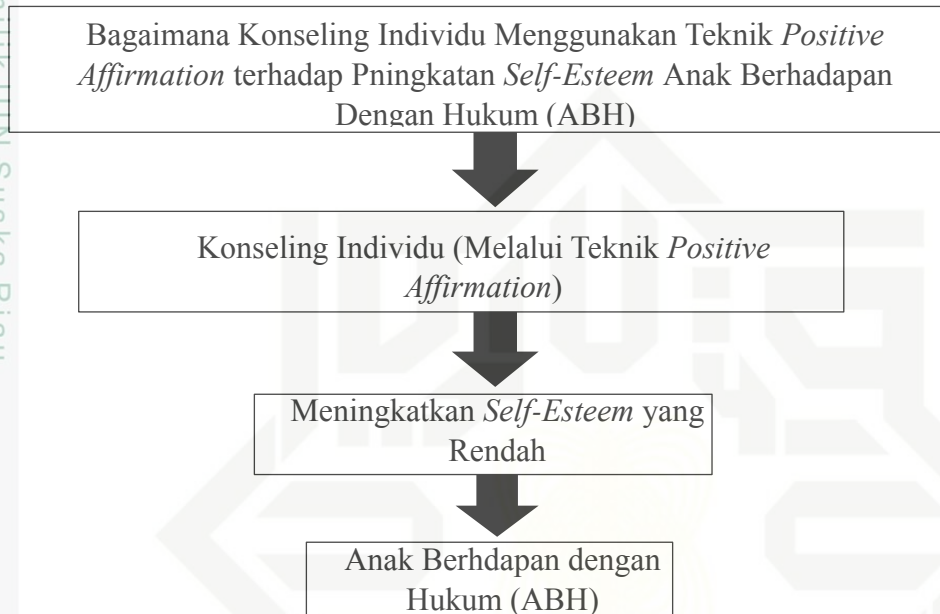 Bagaimana Konseling Individu Menggunakan Teknik Positive
Affirmation terhadap Pningkatan Self-Esteem Anak Berhadapan
Dengan Hukum (ABH)
Konseling Individu (Melalui Teknik Positive
Affirmation)
Meningkatkan Self-Esteem yang
Rendah
Anak Berhdapan dengan
Hukum (ABH)